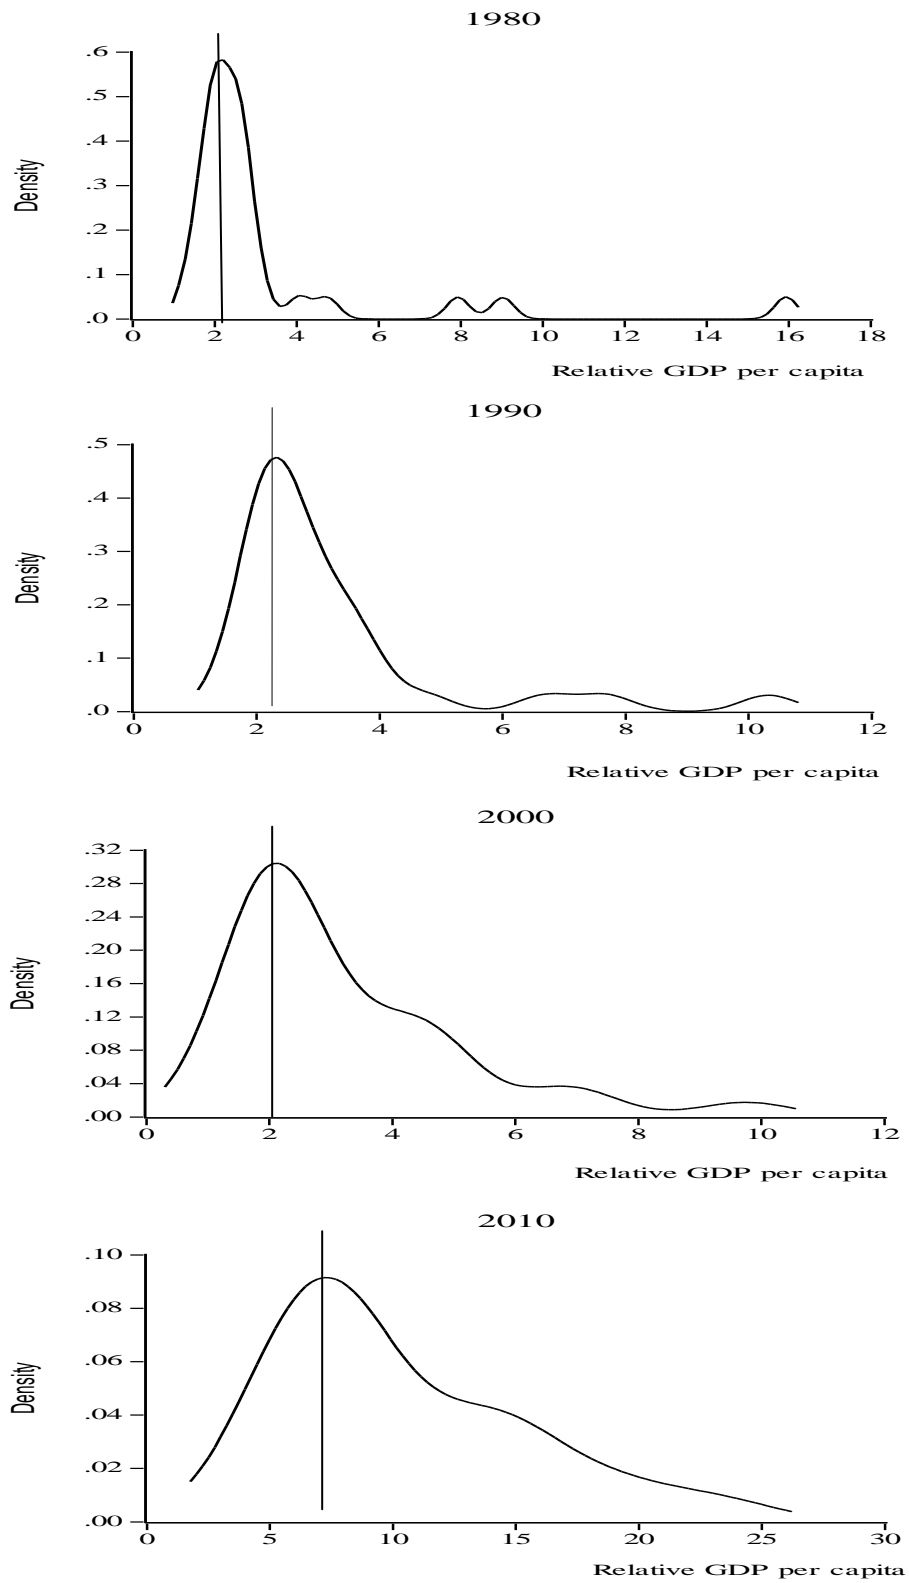 1980
.6
.5
.4
.3
.2
.1
.0
Density
0 2 4 6 8 10 12 14 16 18
Relative GDP per capita
1990
.5
.4
.3
.2
.1
.0
Density
0 2 4 6 8 10 12
Relative GDP per capita
2000
.32
.28
.24
.20
.16
.12
.08
.04
.00
Density
0 2 4 6 8 10 12
Relative GDP per capita
2010
.10
.08
.06
.04
.02
.00
Density
0 5 10 15 20 25 30
Relative GDP per capita